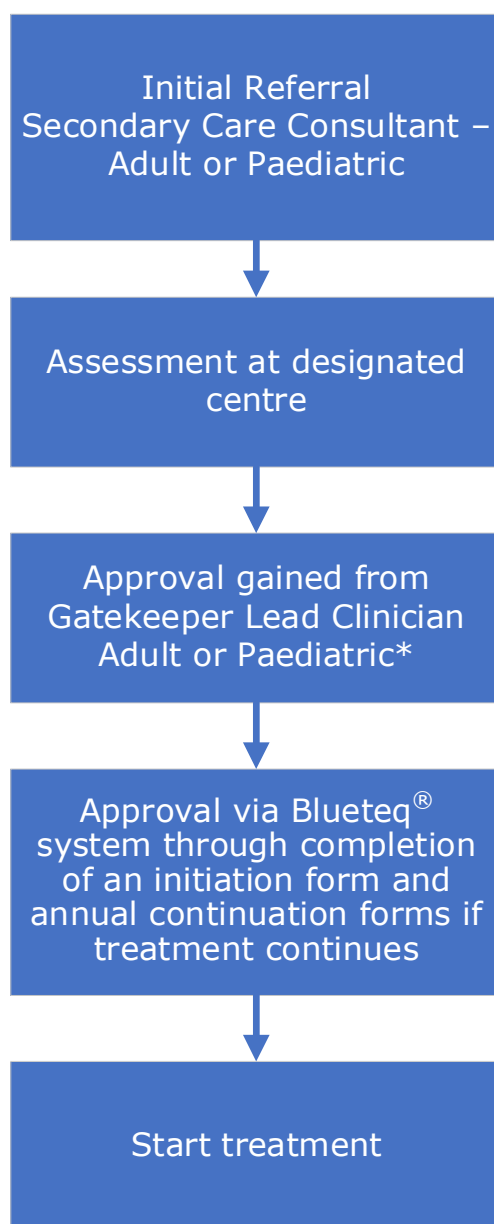 Initial Referral
Secondary Care Consultant –
Adult or Paediatric
Assessment at designated
centre
Approval gained from
Gatekeeper Lead Clinician
Adult or Paediatric*
Approval via Blueteq®
system through completion
of an initiation form and
annual continuation forms if
treatment continues
Start treatment